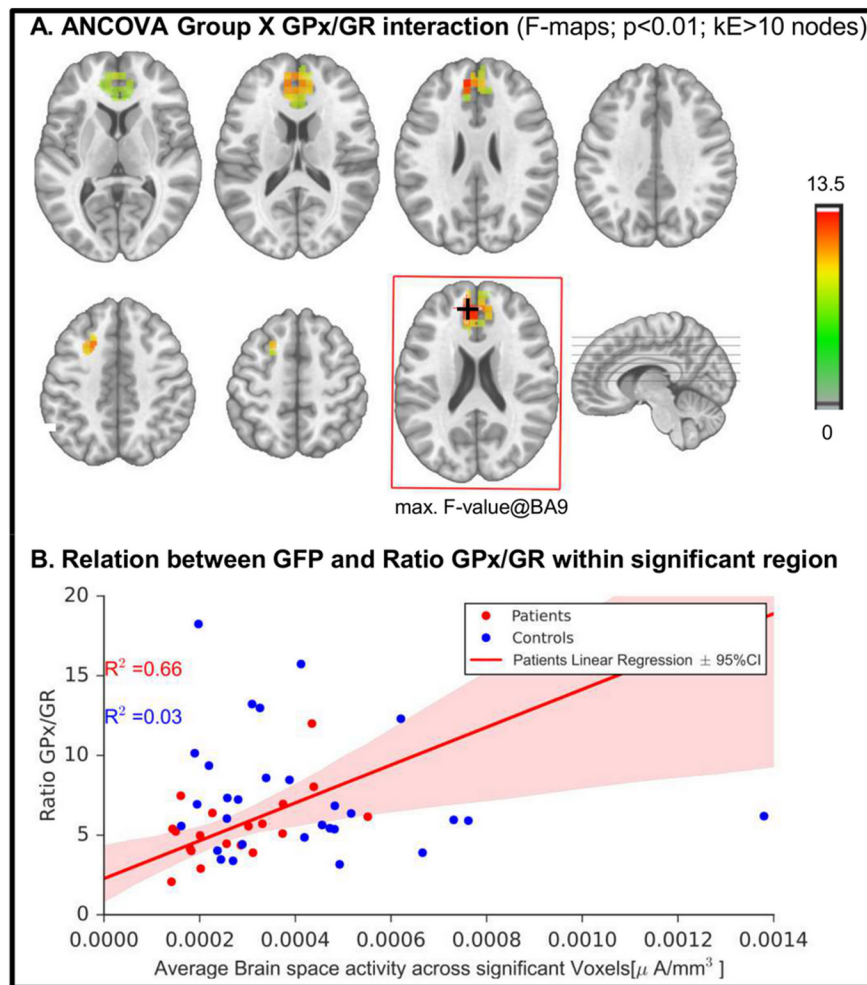 A. ANCOVA Group X GPx/GR interaction (F-maps; p<0.01; kE>10 nodes)
13.5
0
max. F-value@BA9
B. Relation between GFP and Ratio GPx/GR within significant region
20
15
10
5
0
Ratio GPx/GR
R² =0.66
R² =0.03
Patients
Controls
Patients Linear Regression ± 95%CI
0.0000 0.0002 0.0004 0.0006 0.0008 0.0010 0.0012 0.0014
Average Brain space activity across significant Voxels[μ A/mm³ ]